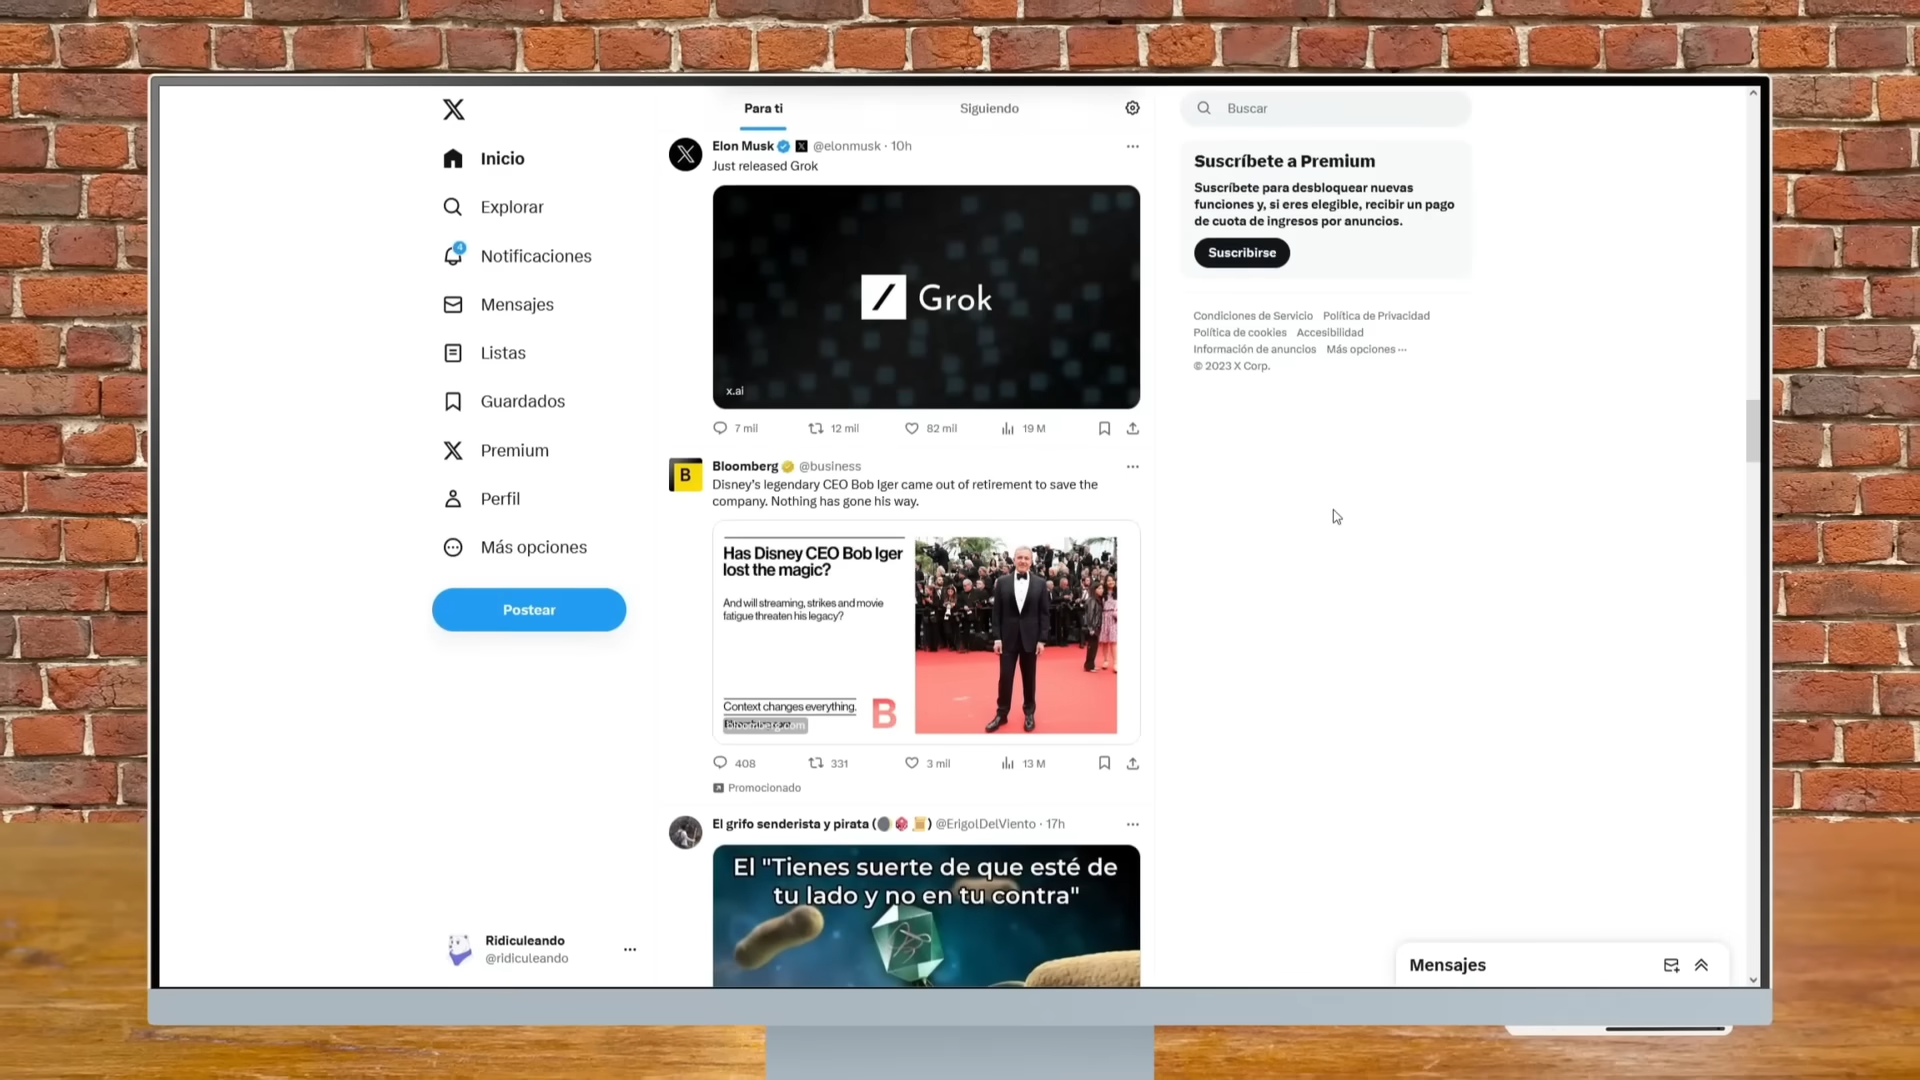 Inicio
Explorar
4
Notificaciones
Mensajes
Listas
Guardados
Premium
Perfil
Más opciones
Postear
Ridiculeando
@ridiculeando
Para ti
Siguiendo
Elon Musk @elonmusk · 10h
Just released Grok
Grok
x.ai
7 mil 12 mil 82 mil 19 M
Bloomberg @business
Disney's legendary CEO Bob Iger came out of retirement to save the
company. Nothing has gone his way.
Has Disney CEO Bob Iger
lost the magic?
And will streaming, strikes and movie
fatigue threaten his legacy?
Context changes everything.
B
bloomberg.com
B
408 331 3 mil 13 M
Promocionado
El grifo senderista y pirata ( ) @ErigolDelViento · 17h
El "Tienes suerte de que esté de
tu lado y no en tu contra"
Buscar
Suscríbete a Premium
Suscríbete para desbloquear nuevas
funciones y, si eres elegible, recibir un pago
de cuota de ingresos por anuncios.
Suscribirse
Condiciones de Servicio Política de Privacidad
Política de cookies Accesibilidad
Información de anuncios Más opciones ···
© 2023 X Corp.
Mensajes